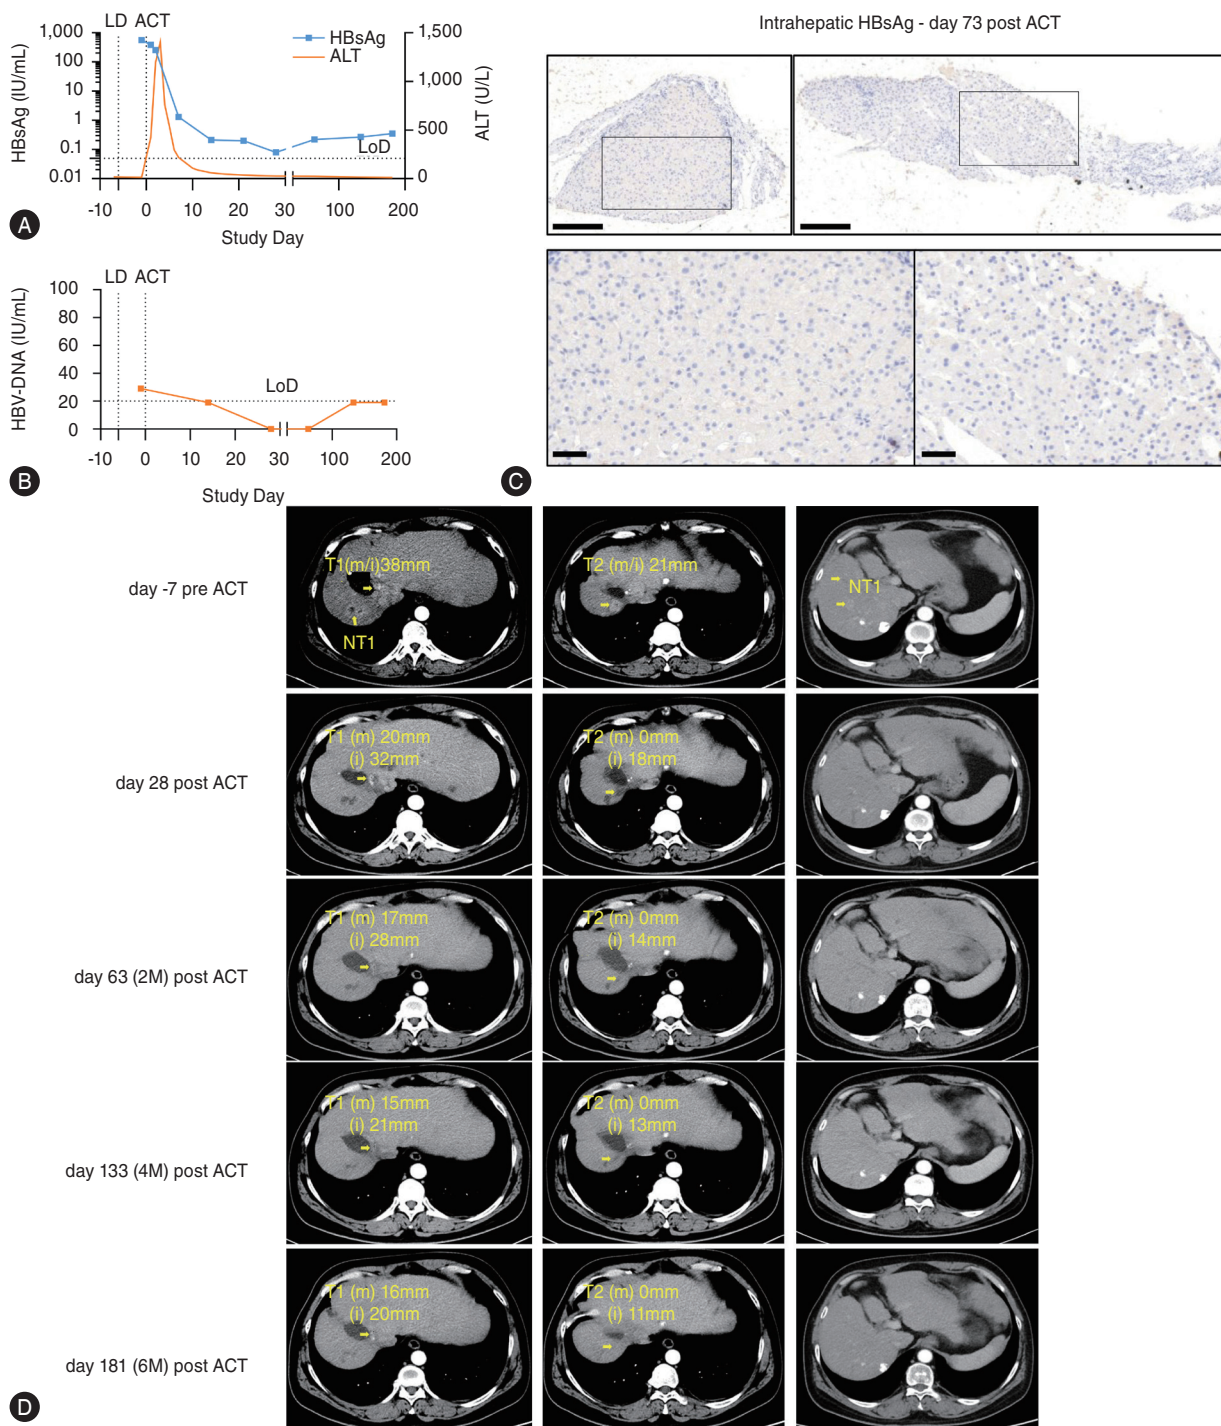 LD ACT
HBsAg
ALT
1,000
100
10
1
0.1
0.01
HBsAg (IU/mL)
1,500
1,000
500
0
ALT (U/L)
LoD
-10 0 10 20 30 100 200
Study Day
A
LD ACT
100
80
60
40
20
0
HBV-DNA (IU/mL)
LoD
-10 0 10 20 30 100 200
Study Day
B
Intrahepatic HBsAg - day 73 post ACT
C
day -7 pre ACT
T1(m/i)38mm
NT1
T2 (m/i) 21mm
NT1
day 28 post ACT
T1 (m) 20mm
(i) 32mm
T2 (m) 0mm
(i) 18mm
day 63 (2M) post ACT
T1 (m) 17mm
(i) 28mm
T2 (m) 0mm
(i) 14mm
day 133 (4M) post ACT
T1 (m) 15mm
(i) 21mm
T2 (m) 0mm
(i) 13mm
day 181 (6M) post ACT
T1 (m) 16mm
(i) 20mm
T2 (m) 0mm
(i) 11mm
D